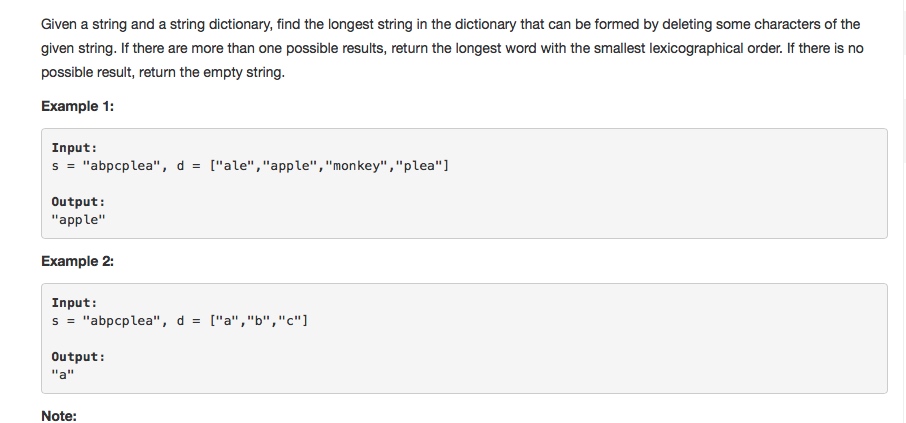 Given a string and a string dictionary, find the longest string in the dictionary that can be formed by deleting some characters of the
given string. If there are more than one possible results, return the longest word with the smallest lexicographical order. If there is no
possible result, return the empty string.
Example 1:
Input:
s = "abpcplea", d = ["ale","apple","monkey","plea"]
Output:
"apple"
Example 2:
Input:
s = "abpcplea", d = ["a","b","c"]
Output:
"a"
Note: